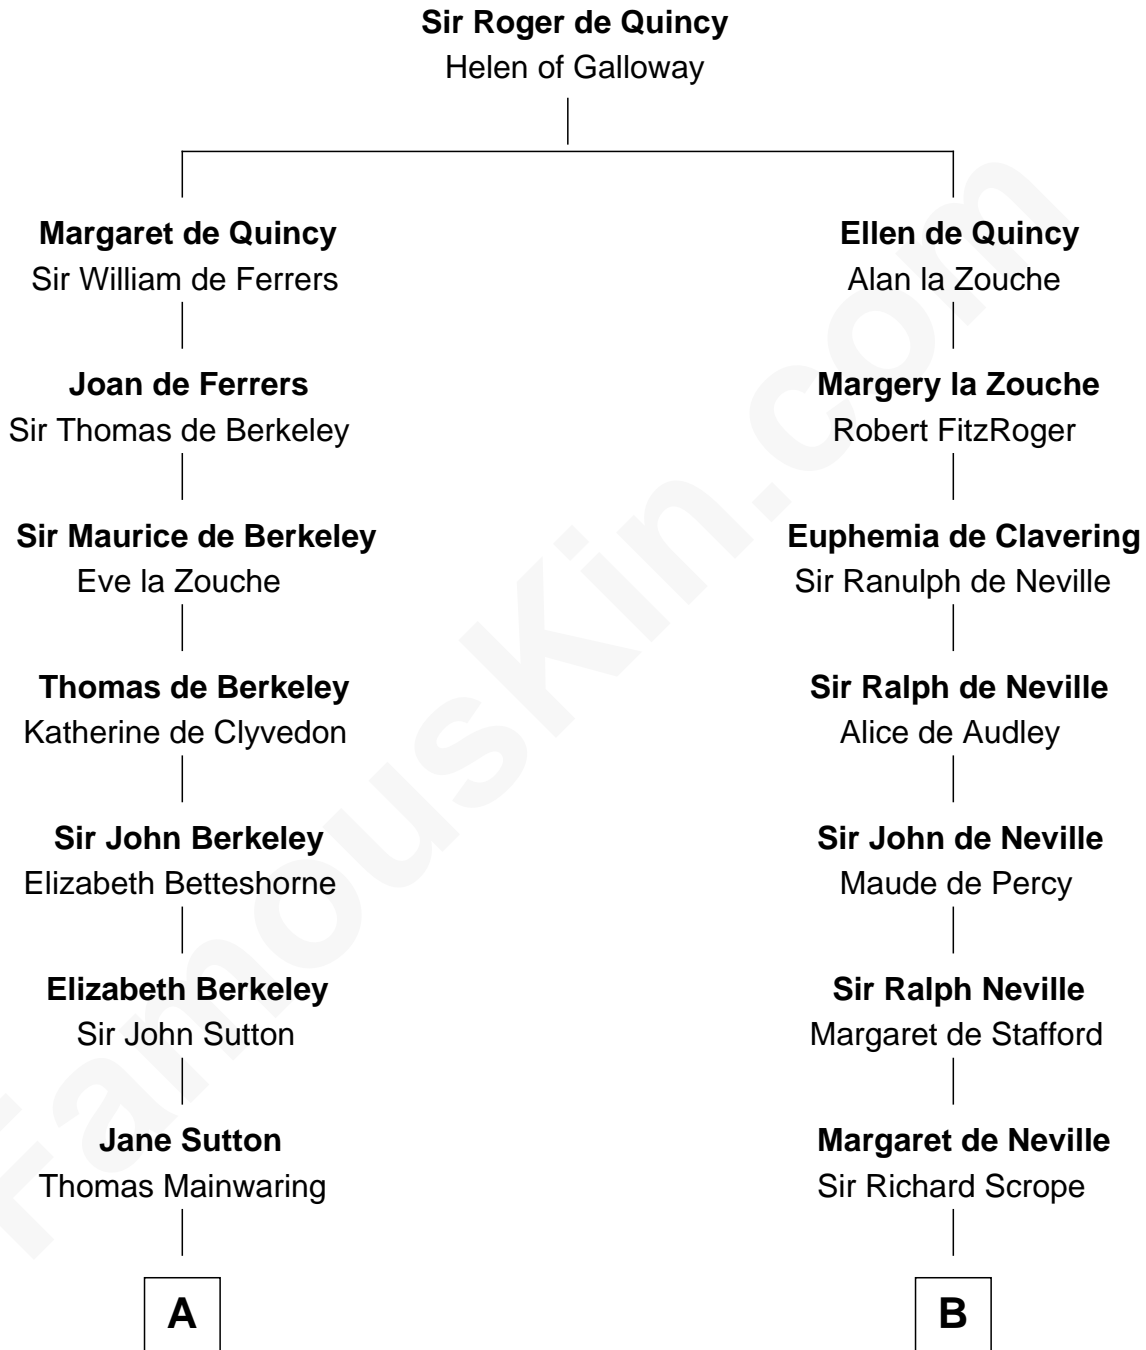 Sir Roger de Quincy
Helen of Galloway
Margaret de Quincy
Sir William de Ferrers
Ellen de Quincy
Alan la Zouche
Joan de Ferrers
Sir Thomas de Berkeley
Margery la Zouche
Robert FitzRoger
Sir Maurice de Berkeley
Eve la Zouche
Euphemia de Clavering
Sir Ranulph de Neville
Thomas de Berkeley
Katherine de Clyvedon
Sir Ralph de Neville
Alice de Audley
Sir John Berkeley
Elizabeth Betteshorne
Sir John de Neville
Maude de Percy
Elizabeth Berkeley
Sir John Sutton
Sir Ralph Neville
Margaret de Stafford
Jane Sutton
Thomas Mainwaring
Margaret de Neville
Sir Richard Scrope
A
B
FamousKin.com